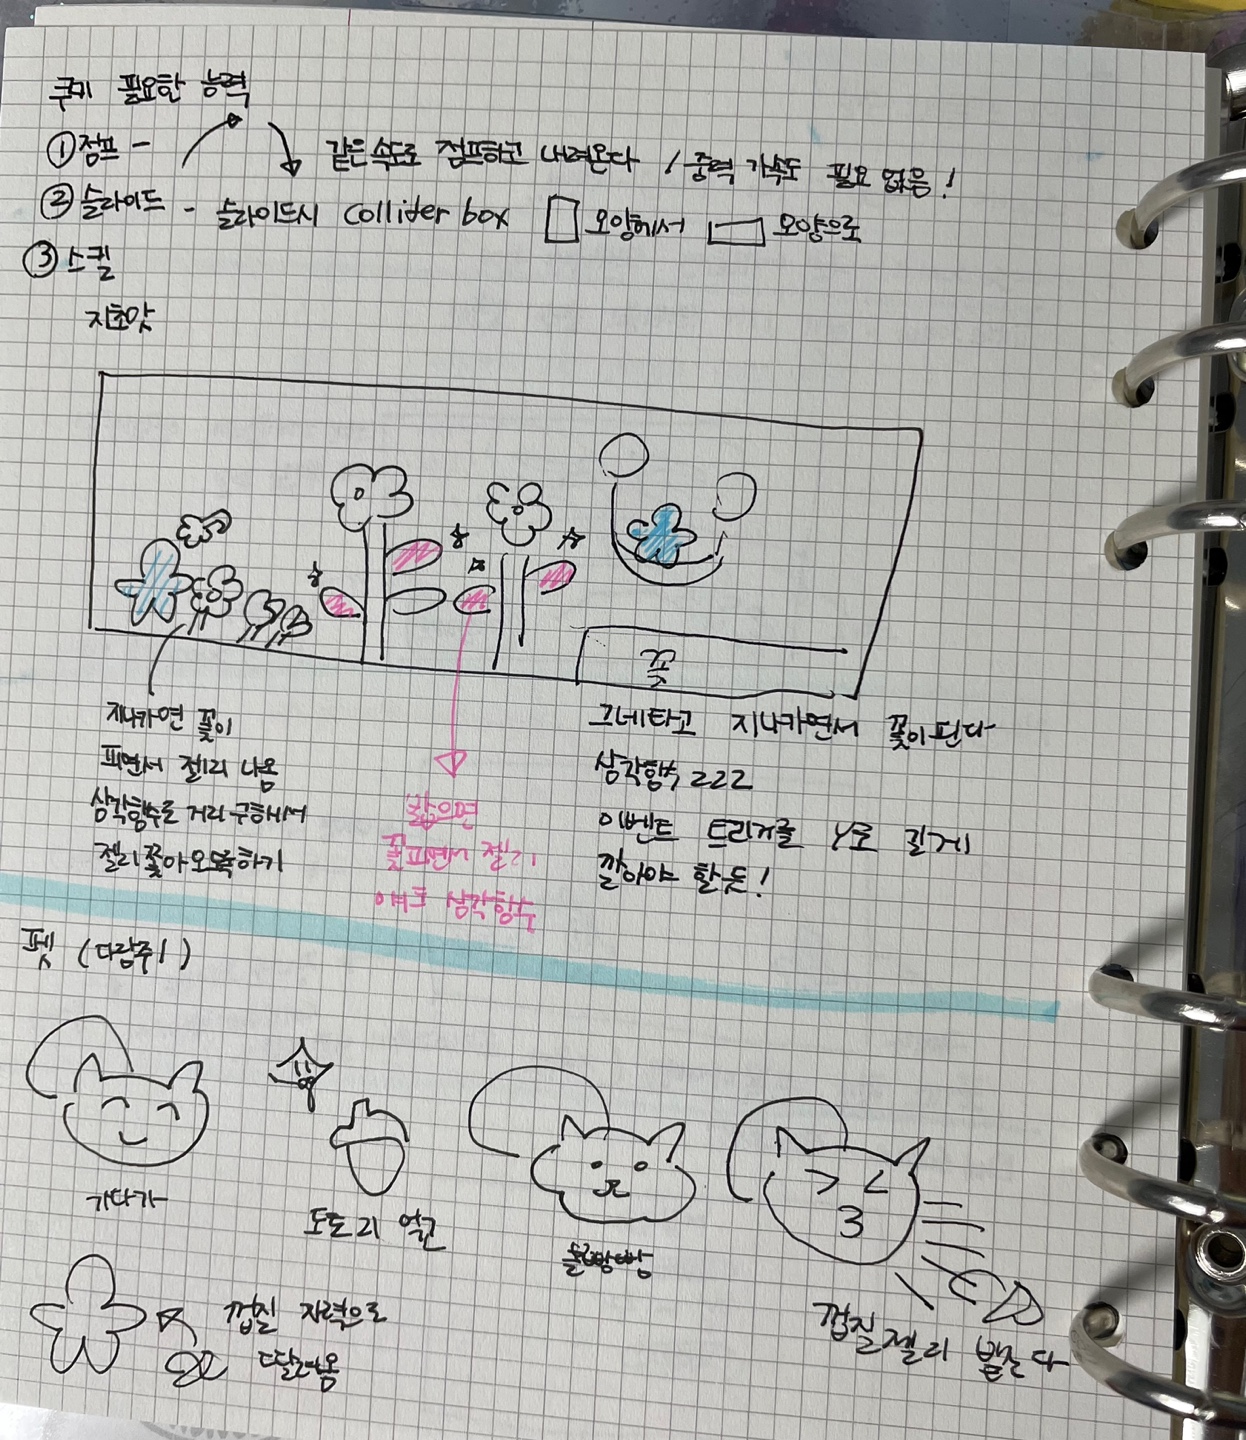 쿠키 필요한 능력
① 점프 - 같은 속도로 점프하고 내려온다 / 중력 가속도 필요 없음!
② 슬라이드 - 슬라이드시 Collider box 모양에서 모양으로
③ 스킬
지초맛
꽃
지나가면 꽃이
피면서 젤리 나옴
삼각함수로 거리 구해서
젤리 쫓아오도록하기
밟으면
꽃피면서 젤리
얘도 삼각함수
그네타고 지나가면서 꽃이 핀다
삼각함수 222
이벤트 트리거를 Y로 길게
깔아야 할듯!
펫 (다람쥐)
가다가
도토리 먹고
볼빵빵
껍질 젤리 뱉는다
껍질 자력으로
딸려옴